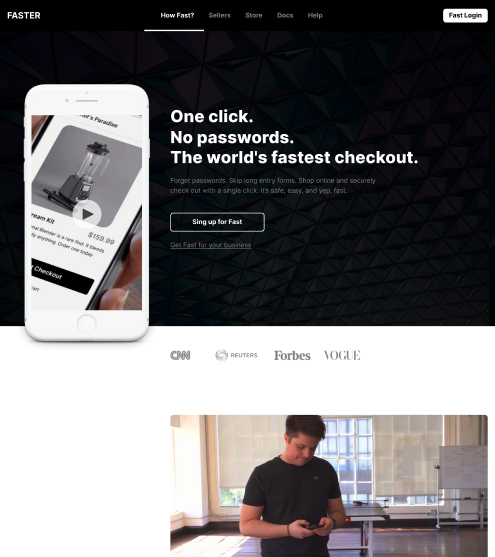 FASTER
How Fast?
Sellers
Store
Docs
Help
Fast Login
One click.
No passwords.
The world's fastest checkout.
Forget passwords. Skip long entry forms. Shop online and securely
check out with a single click. It's safe, easy, and yep, fast.
Sing up for Fast
Get Fast for your business
Paradise
ream Kit
$159.99
Blender is a rare find, it blends
anything. Order one today
Checkout
CNN
REUTERS
Forbes
VOGUE